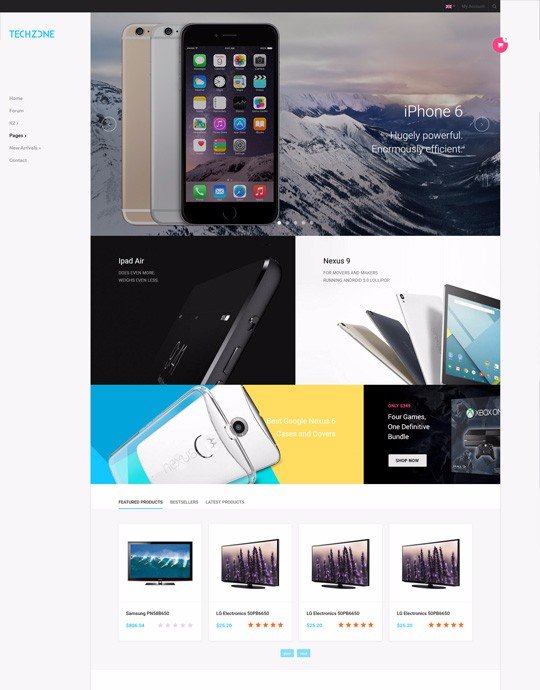 My Account
TECHZONE
Home
Forum
KZ ›
Pages ›
New Arrivals »
Contact
iPhone 6
Hugely powerful.
Enormously efficient.
Ipad Air
DOES EVEN MORE.
WEIGHS EVEN LESS.
Nexus 9
FOR MOVERS AND MAKERS
RUNNING ANDROID 5.0 LOLLIPOP
Best Google Nexus 6
Cases and Covers
nexus
ONLY $349
Four Games,
One Definitive
Bundle
SHOP NOW
XBOX ONE
FEATURED PRODUCTS BESTSELLERS LATEST PRODUCTS
Samsung PN58B650
$806.54
LG Electronics 50PB6650
$25.20
LG Electronics 50PB6650
$25.20
LG Electronics 50PB6650
$25.20